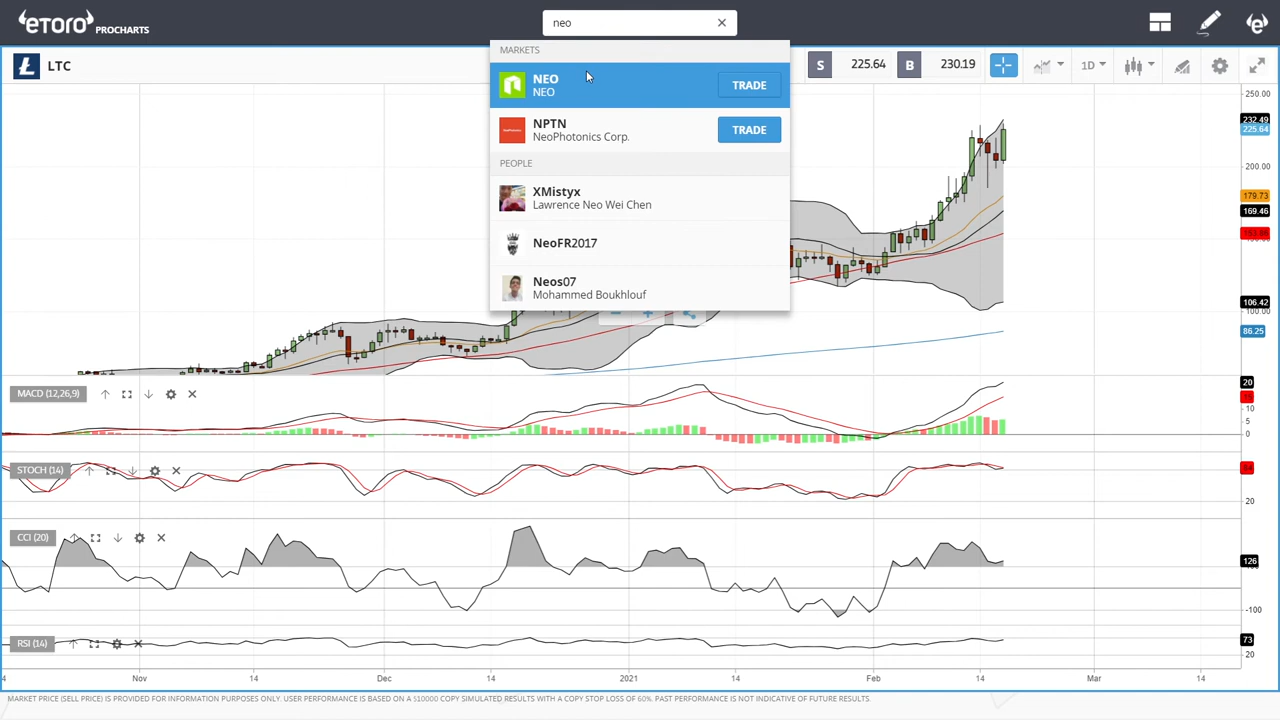 etoro PROCHARTS
neo
MARKETS
NEO
NEO
TRADE
NPTN
NeoPhotonics Corp.
TRADE
PEOPLE
XMistyx
Lawrence Neo Wei Chen
NeoFR2017
Neos07
Mohammed Boukhlouf
LTC
S 225.64 B 230.19 1D
250.00
232.49
225.64
200.00
179.73
169.46
106.42
100.00
86.25
MACD (12,26,9)
20
10
5
0
STOCH (14)
20
CCI (20)
126
-100
RSI (14)
73
20
4 Nov 14 Dec 14 2021 14 Feb 14 Mar 14
MARKET PRICE (SELL PRICE) IS PROVIDED FOR INFORMATION PURPOSES ONLY. USER PERFORMANCE IS BASED ON A $10000 COPY SIMULATED RESULTS WITH A COPY STOP LOSS OF 60%. PAST PERFORMANCE IS NOT INDICATIVE OF FUTURE RESULTS.